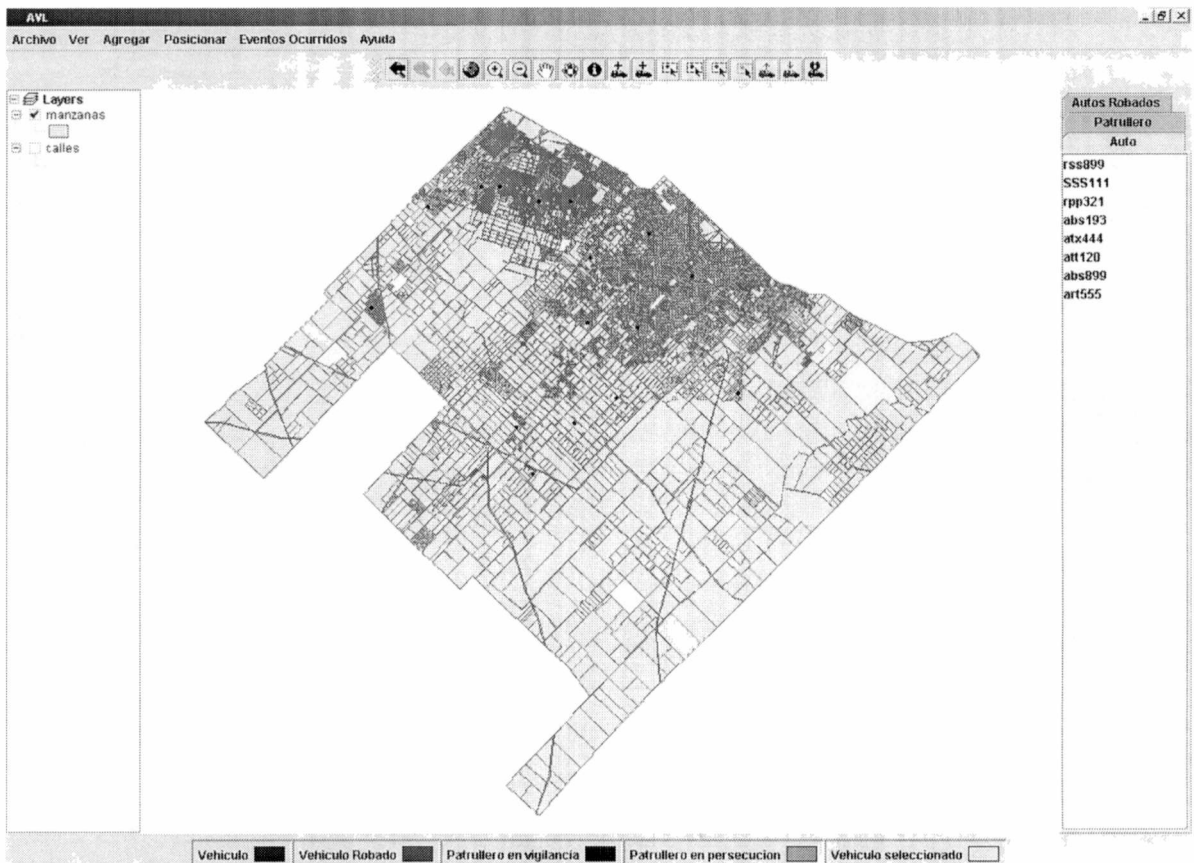 AVL
Archivo Ver Agregar Posicionar Eventos Ocurridos Ayuda
Layers
manzanas
calles
Autos Robados
Patrullero
Auto
rss899
SSS111
rpp321
abs193
atx444
att120
abs899
art555
Vehiculo Vehiculo Robado Patrullero en vigilancia Patrullero en persecucion Vehiculo seleccionado